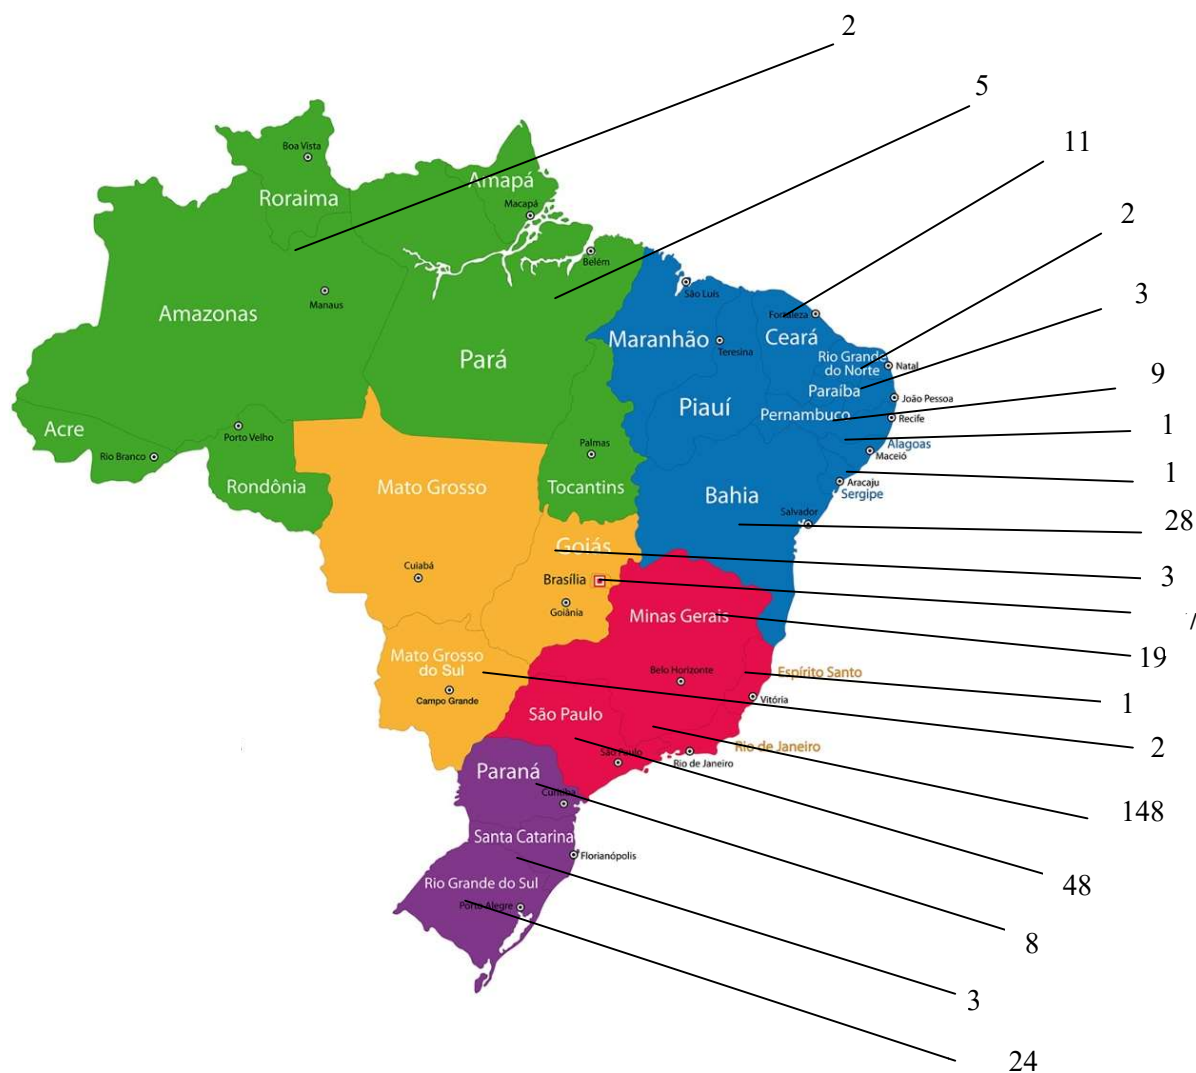 2
5
Boa Vista
11
Amapá
Roraima
Macapá
2
Belém
São Luís
3
Manaus
Amazonas
Fortaleza
Ceará
Maranhão
Teresina
Pará
Rio Grande
do Norte
Natal
9
Paraíba
João Pessoa
Piauí
Pernambuco
Recife
1
Acre
Porto Velho
Palmas
Alagoas
Maceió
Rio Branco
1
Rondônia
Mato Grosso
Tocantins
Bahia
Aracaju
Sergipe
Salvador
28
Goiás
Cuiabá
Brasília
3
Goiânia
Minas Gerais
19
Mato Grosso
do Sul
Belo Horizonte
Espírito Santo
Campo Grande
Vitória
1
São Paulo
2
São Paulo
Rio de Janeiro
Rio de Janeiro
Paraná
Curitiba
148
Santa Catarina
Florianópolis
48
Rio Grande do Sul
Porto Alegre
8
3
24